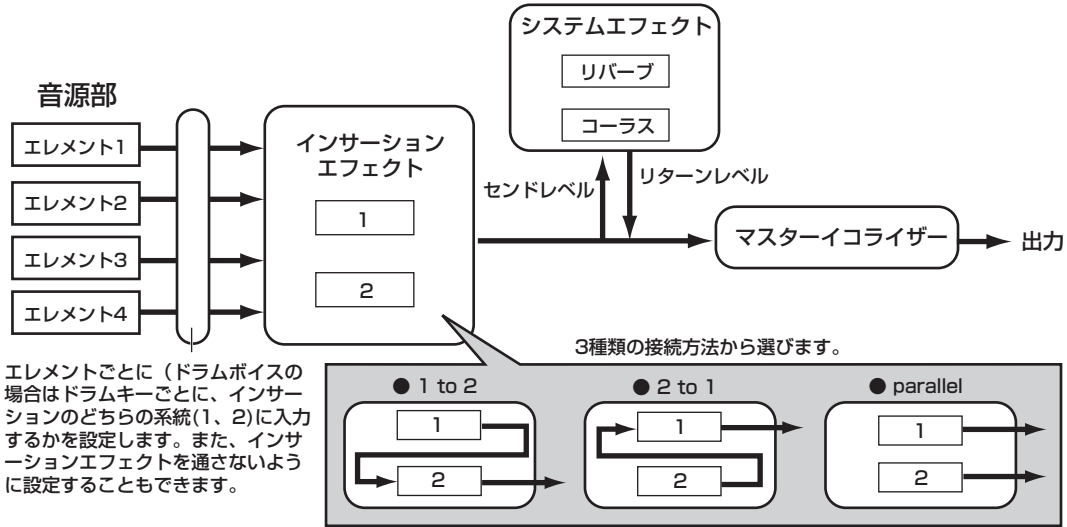 システムエフェクト
リバーブ
コーラス
音源部
エレメント1
エレメント2
エレメント3
エレメント4
インサーション
エフェクト
1
2
センドレベル
リターンレベル
マスターイコライザー
出力
エレメントごとに（ドラムボイスの
場合はドラムキーごとに、インサー
ションのどちらの系統(1、2)に入力
するかを設定します。また、インサ
ーションエフェクトを通さないよう
に設定することもできます。
3種類の接続方法から選びます。
● 1 to 2
1
2
● 2 to 1
1
2
● parallel
1
2